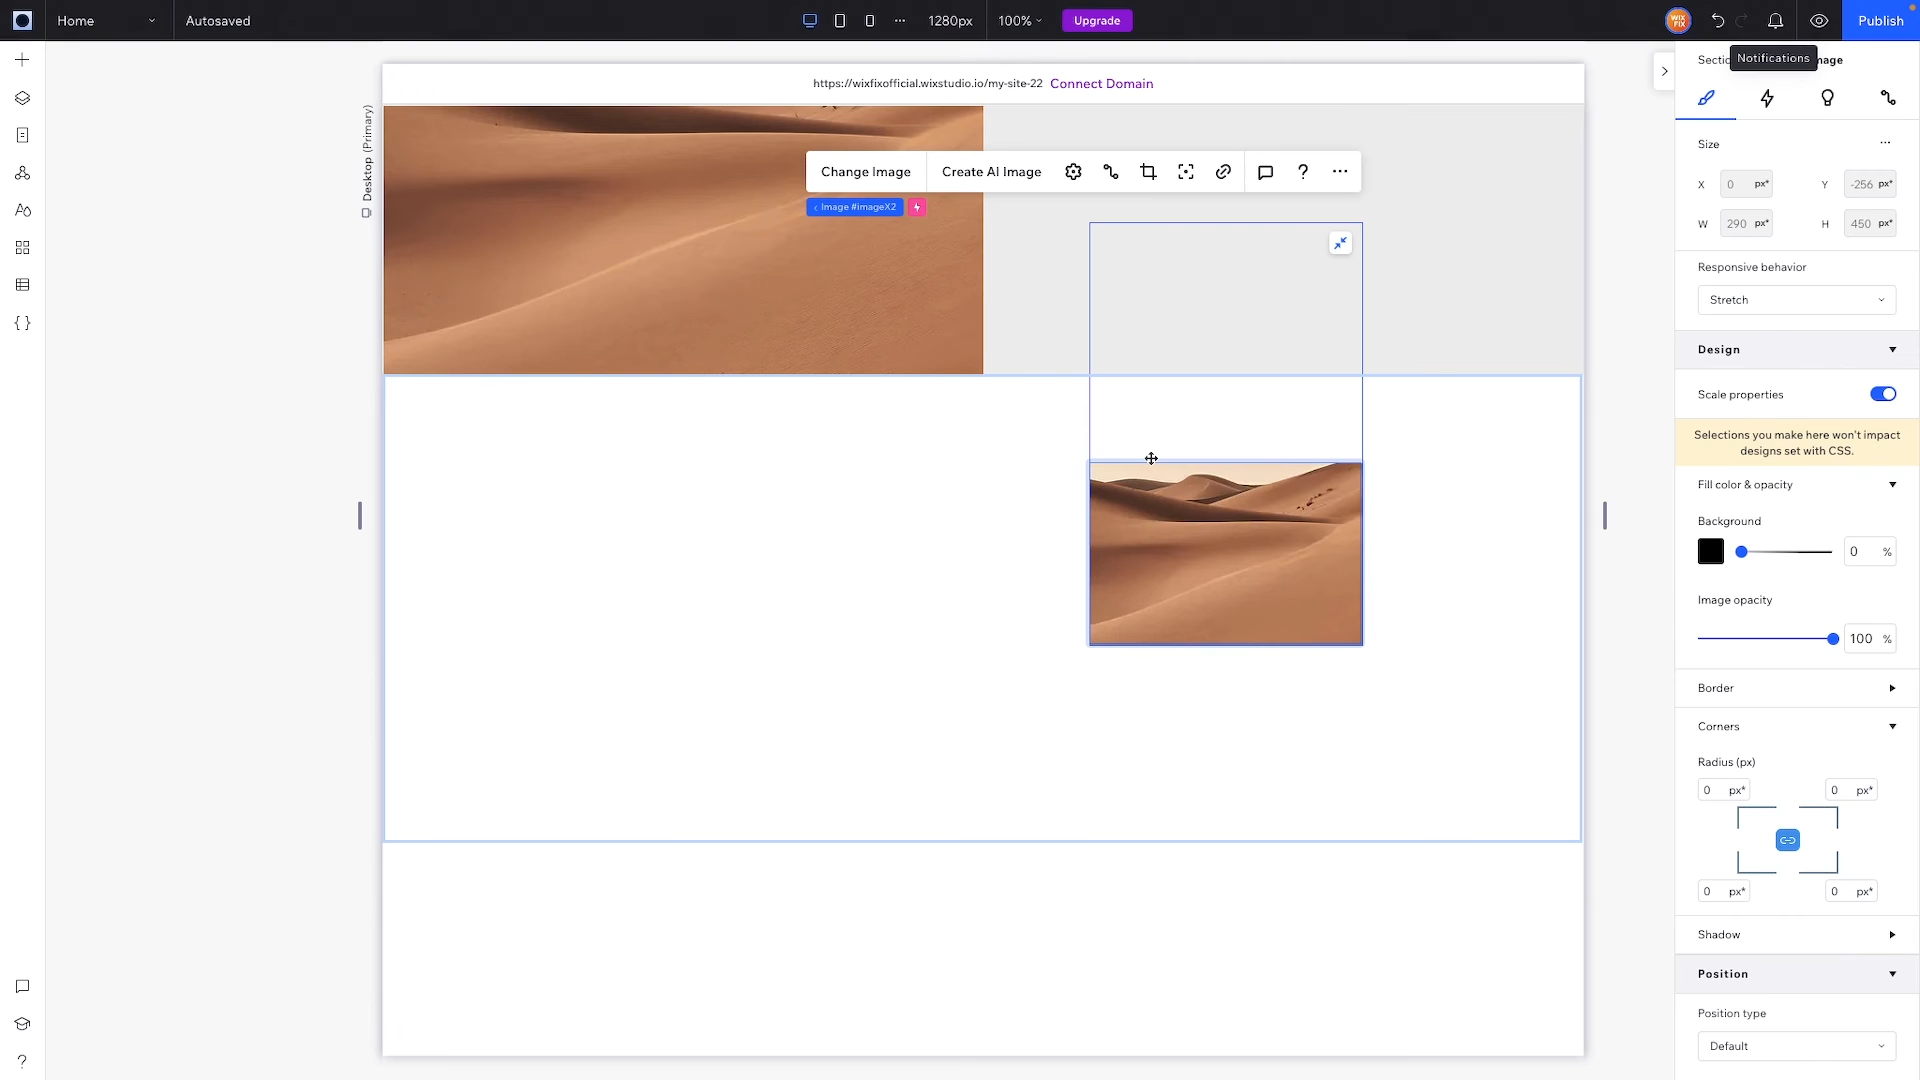 Home
Autosaved
1280px
100%
Upgrade
Publish
Notifications
https://wixfixofficial.wixstudio.io/my-site-22 Connect Domain
Desktop (Primary)
Change Image
Create AI Image
Image #imageX2
Size
X 0 px*
Y -256 px*
W 290 px*
H 450 px*
Responsive behavior
Stretch
Design
Scale properties
Selections you make here won't impact
designs set with CSS.
Fill color & opacity
Background
0 %
Image opacity
100 %
Border
Corners
Radius (px)
0 px*
0 px*
0 px*
0 px*
Shadow
Position
Position type
Default